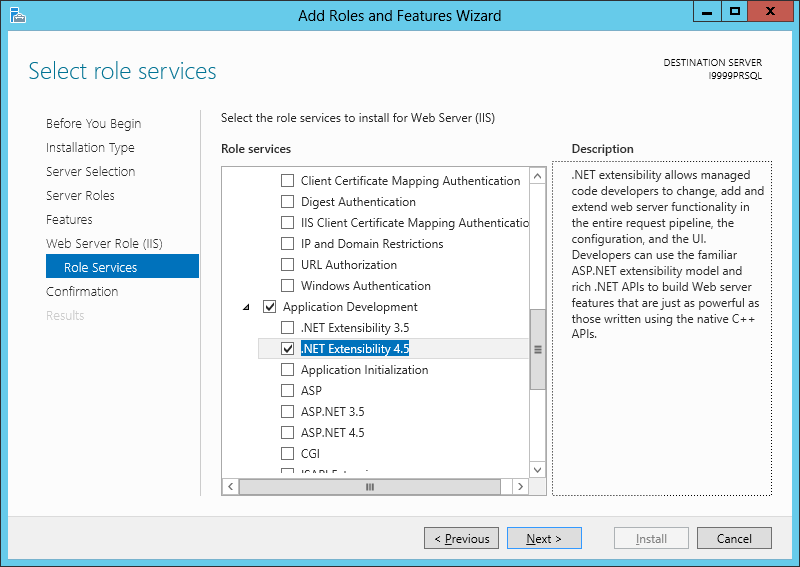 Add Roles and Features Wizard
Select role services
DESTINATION SERVER
I9999PRSQL
Before You Begin
Installation Type
Server Selection
Server Roles
Features
Web Server Role (IIS)
Role Services
Confirmation
Results
Select the role services to install for Web Server (IIS)
Role services
Client Certificate Mapping Authentication
Digest Authentication
IIS Client Certificate Mapping Authenticatio
IP and Domain Restrictions
URL Authorization
Windows Authentication
Application Development
.NET Extensibility 3.5
.NET Extensibility 4.5
Application Initialization
ASP
ASP.NET 3.5
ASP.NET 4.5
CGI
Description
.NET extensibility allows managed
code developers to change, add and
extend web server functionality in
the entire request pipeline, the
configuration, and the UI.
Developers can use the familiar
ASP.NET extensibility model and
rich .NET APIs to build Web server
features that are just as powerful as
those written using the native C++
APIs.
< Previous
Next >
Install
Cancel